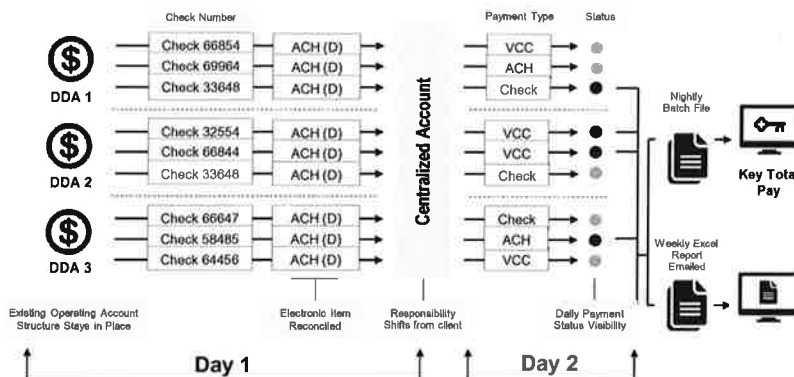 Check Number
Payment Type
Status
$
Check 66854
ACH (D)
VCC
Check 69964
ACH (D)
ACH
Check 33648
ACH (D)
Check
DDA 1
Nightly
Batch File
$
Check 32554
ACH (D)
VCC
Check 66844
ACH (D)
VCC
Check 33648
ACH (D)
Check
DDA 2
Centralized Account
Key Total
Pay
$
Check 66647
ACH (D)
Check
Check 58485
ACH (D)
ACH
Check 64456
ACH (D)
VCC
DDA 3
Weekly Excel
Report
Emailed
Existing Operating Account
Structure Stays in Place
Electronic Item
Reconciled
Responsibility
Shifts from client
Daily Payment
Status Visibility
Day 1
Day 2